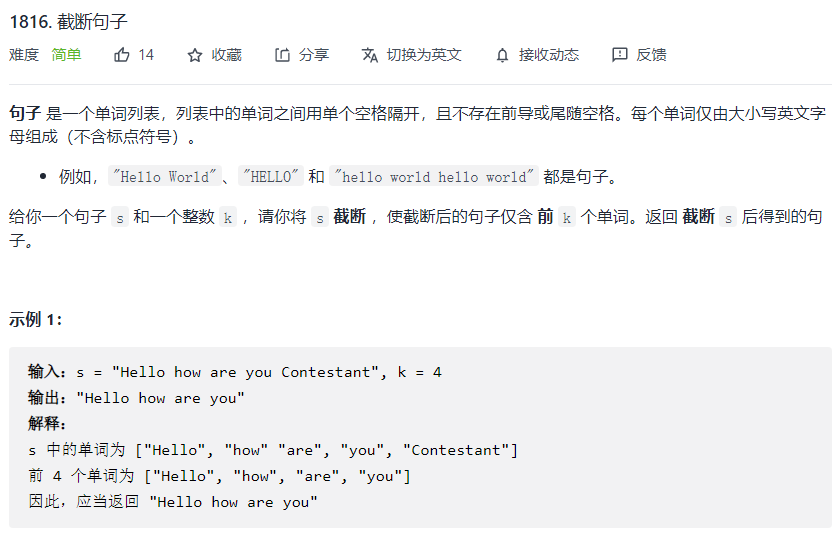 1816. 截断句子
难度 简单 14 收藏 分享 切换为英文 接收动态 反馈
句子 是一个单词列表，列表中的单词之间用单个空格隔开，且不存在前导或尾随空格。每个单词仅由大小写英文字
母组成（不含标点符号）。
• 例如，"Hello World"、"HELLO" 和 "hello world hello world" 都是句子。
给你一个句子 s 和一个整数 k ，请你将 s 截断 ，使截断后的句子仅含 前 k 个单词。返回 截断 s 后得到的句
子。
示例 1：
输入：s = "Hello how are you Contestant", k = 4
输出："Hello how are you"
解释：
s 中的单词为 ["Hello", "how" "are", "you", "Contestant"]
前 4 个单词为 ["Hello", "how", "are", "you"]
因此，应当返回 "Hello how are you"